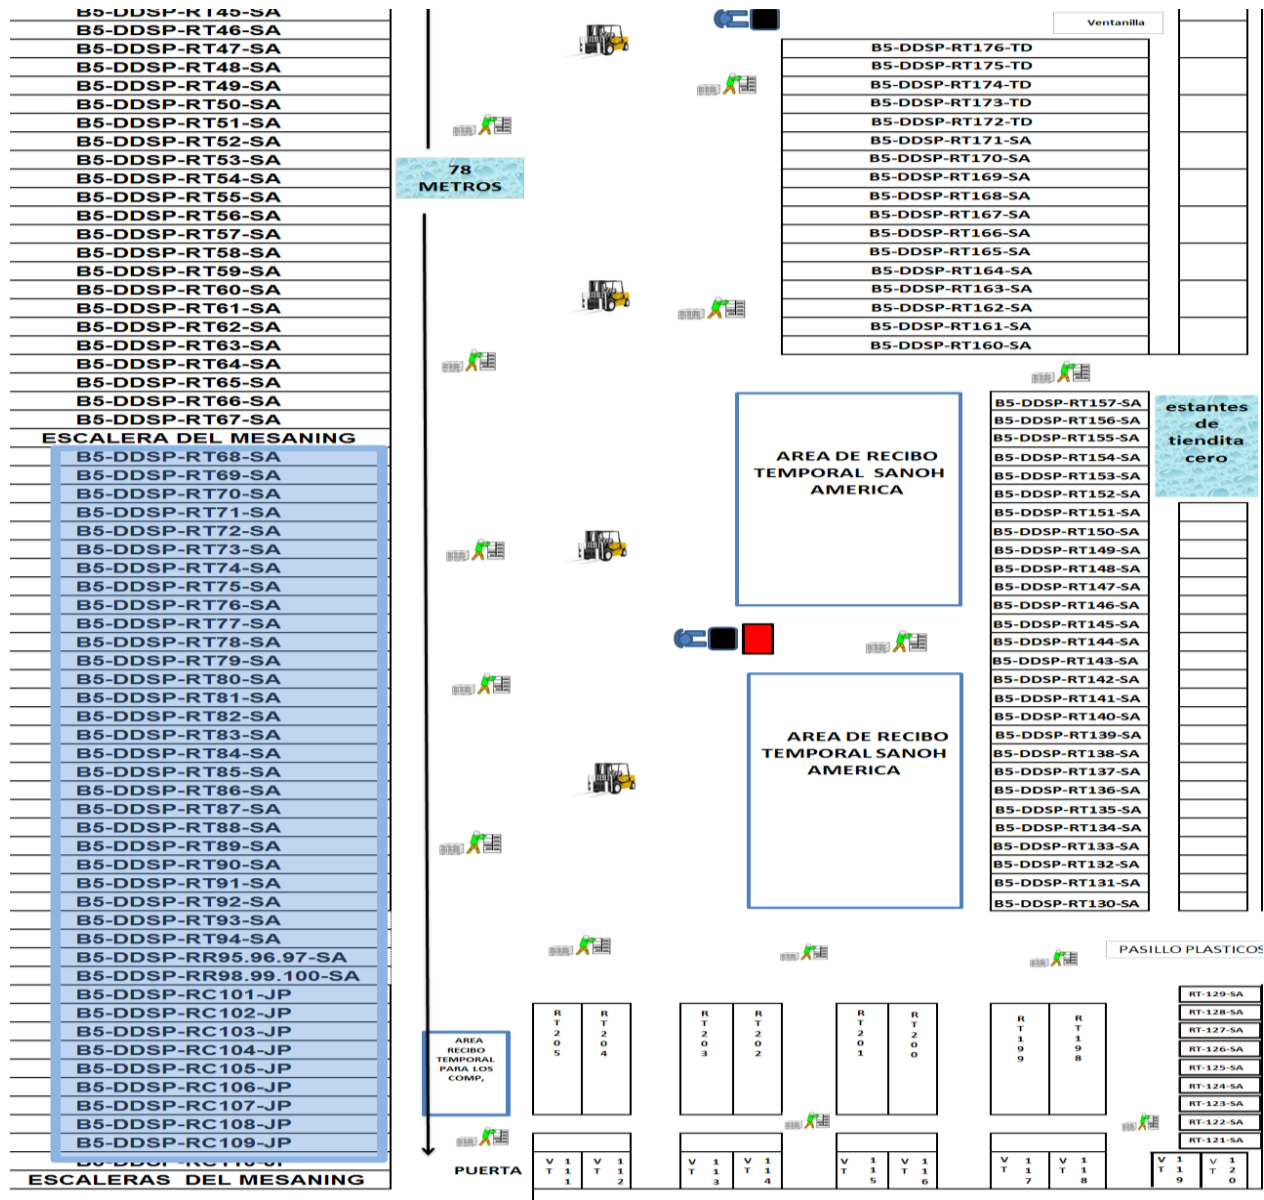 B5-DDSP-RT45-SA
B5-DDSP-RT46-SA
B5-DDSP-RT47-SA
B5-DDSP-RT48-SA
B5-DDSP-RT49-SA
B5-DDSP-RT50-SA
B5-DDSP-RT51-SA
B5-DDSP-RT52-SA
B5-DDSP-RT53-SA
B5-DDSP-RT54-SA
B5-DDSP-RT55-SA
B5-DDSP-RT56-SA
B5-DDSP-RT57-SA
B5-DDSP-RT58-SA
B5-DDSP-RT59-SA
B5-DDSP-RT60-SA
B5-DDSP-RT61-SA
B5-DDSP-RT62-SA
B5-DDSP-RT63-SA
B5-DDSP-RT64-SA
B5-DDSP-RT65-SA
B5-DDSP-RT66-SA
B5-DDSP-RT67-SA
ESCALERA DEL MESANING
B5-DDSP-RT68-SA
B5-DDSP-RT69-SA
B5-DDSP-RT70-SA
B5-DDSP-RT71-SA
B5-DDSP-RT72-SA
B5-DDSP-RT73-SA
B5-DDSP-RT74-SA
B5-DDSP-RT75-SA
B5-DDSP-RT76-SA
B5-DDSP-RT77-SA
B5-DDSP-RT78-SA
B5-DDSP-RT79-SA
B5-DDSP-RT80-SA
B5-DDSP-RT81-SA
B5-DDSP-RT82-SA
B5-DDSP-RT83-SA
B5-DDSP-RT84-SA
B5-DDSP-RT85-SA
B5-DDSP-RT86-SA
B5-DDSP-RT87-SA
B5-DDSP-RT88-SA
B5-DDSP-RT89-SA
B5-DDSP-RT90-SA
B5-DDSP-RT91-SA
B5-DDSP-RT92-SA
B5-DDSP-RT93-SA
B5-DDSP-RT94-SA
B5-DDSP-RR95.96.97-SA
B5-DDSP-RR98.99.100-SA
B5-DDSP-RC101-JP
B5-DDSP-RC102-JP
B5-DDSP-RC103-JP
B5-DDSP-RC104-JP
B5-DDSP-RC105-JP
B5-DDSP-RC106-JP
B5-DDSP-RC107-JP
B5-DDSP-RC108-JP
B5-DDSP-RC109-JP
B5-DDSP-RC110-JP
ESCALERAS DEL MESANING
78
METROS
Ventanilla
B5-DDSP-RT176-TD
B5-DDSP-RT175-TD
B5-DDSP-RT174-TD
B5-DDSP-RT173-TD
B5-DDSP-RT172-TD
B5-DDSP-RT171-SA
B5-DDSP-RT170-SA
B5-DDSP-RT169-SA
B5-DDSP-RT168-SA
B5-DDSP-RT167-SA
B5-DDSP-RT166-SA
B5-DDSP-RT165-SA
B5-DDSP-RT164-SA
B5-DDSP-RT163-SA
B5-DDSP-RT162-SA
B5-DDSP-RT161-SA
B5-DDSP-RT160-SA
AREA DE RECIBO
TEMPORAL SANOH
AMERICA
AREA DE RECIBO
TEMPORAL SANOH
AMERICA
B5-DDSP-RT157-SA
B5-DDSP-RT156-SA
B5-DDSP-RT155-SA
B5-DDSP-RT154-SA
B5-DDSP-RT153-SA
B5-DDSP-RT152-SA
B5-DDSP-RT151-SA
B5-DDSP-RT150-SA
B5-DDSP-RT149-SA
B5-DDSP-RT148-SA
B5-DDSP-RT147-SA
B5-DDSP-RT146-SA
B5-DDSP-RT145-SA
B5-DDSP-RT144-SA
B5-DDSP-RT143-SA
B5-DDSP-RT142-SA
B5-DDSP-RT141-SA
B5-DDSP-RT140-SA
B5-DDSP-RT139-SA
B5-DDSP-RT138-SA
B5-DDSP-RT137-SA
B5-DDSP-RT136-SA
B5-DDSP-RT135-SA
B5-DDSP-RT134-SA
B5-DDSP-RT133-SA
B5-DDSP-RT132-SA
B5-DDSP-RT131-SA
B5-DDSP-RT130-SA
estantes
de
tiendita
cero
PASILLO PLASTICOS
RT-129-SA
RT-128-SA
RT-127-SA
RT-126-SA
RT-125-SA
RT-124-SA
RT-123-SA
RT-122-SA
RT-121-SA
AREA
RECIBO
TEMPORAL
PARA LOS
COMP,
PUERTA
RT205
RT204
RT203
RT202
RT201
RT200
RT199
RT198
VT111
VT112
VT113
VT114
VT115
VT116
VT117
VT118
VT119
VT120